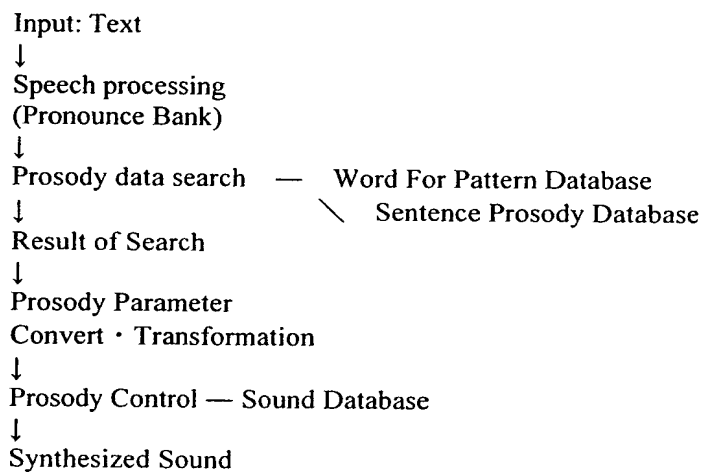 Input: Text
↓
Speech processing
(Pronounce Bank)
↓
Prosody data search — Word For Pattern Database
↓ \ Sentence Prosody Database
Result of Search
↓
Prosody Parameter
Convert・Transformation
↓
Prosody Control — Sound Database
↓
Synthesized Sound